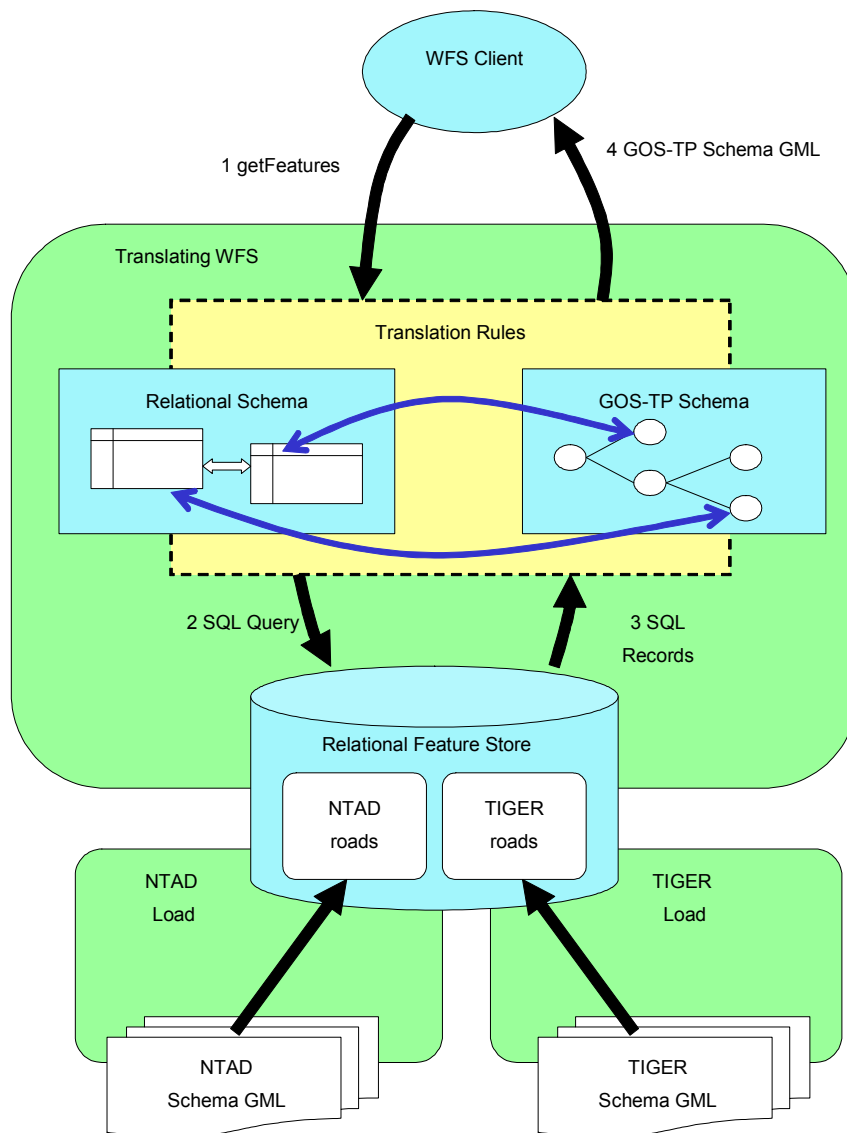 WFS Client
1 getFeatures
4 GOS-TP Schema GML
Translating WFS
Translation Rules
Relational Schema
GOS-TP Schema
2 SQL Query
3 SQL
Records
Relational Feature Store
NTAD
roads
TIGER
roads
NTAD
Load
TIGER
Load
NTAD
Schema GML
TIGER
Schema GML